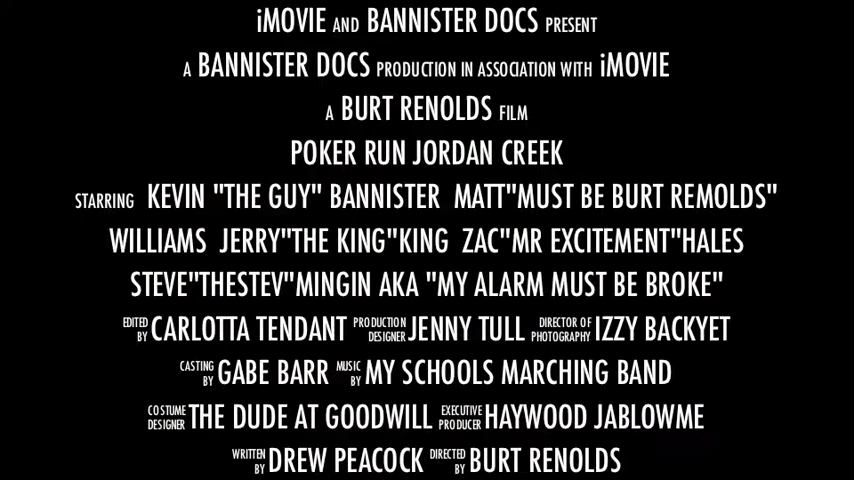 iMOVIE AND BANNISTER DOCS PRESENT
A BANNISTER DOCS PRODUCTION IN ASSOCIATION WITH iMOVIE
A BURT RENOLDS FILM
POKER RUN JORDAN CREEK
STARRING KEVIN "THE GUY" BANNISTER MATT"MUST BE BURT REMOLDS"
WILLIAMS JERRY"THE KING"KING ZAC"MR EXCITEMENT"HALES
STEVE"THESTEV"MINGIN AKA "MY ALARM MUST BE BROKE"
EDITED BY CARLOTTA TENDANT PRODUCTION DESIGNER JENNY TULL DIRECTOR OF PHOTOGRAPHY IZZY BACKYET
CASTING BY GABE BARR MUSIC BY MY SCHOOLS MARCHING BAND
COSTUME DESIGNER THE DUDE AT GOODWILL EXECUTIVE PRODUCER HAYWOOD JABLOWME
WRITTEN BY DREW PEACOCK DIRECTED BY BURT RENOLDS